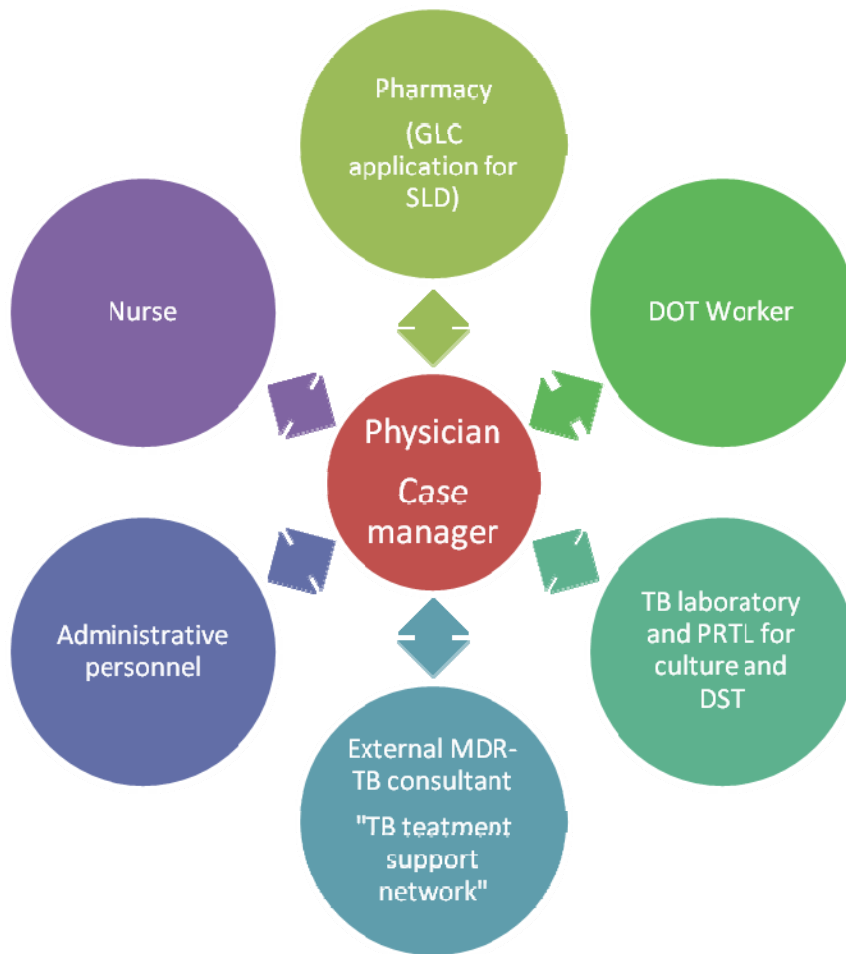 Pharmacy
(GLC
application for
SLD)
Nurse
DOT Worker
Physician
Case
manager
Administrative
personnel
TB laboratory
and PRTL for
culture and
DST
External MDR-
TB consultant
"TB teatment
support
network"